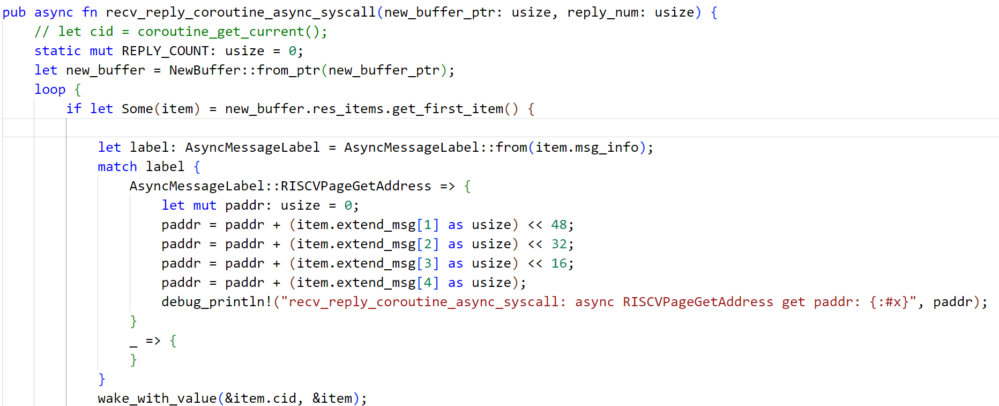 pub async fn recv_reply_coroutine_async_syscall(new_buffer_ptr: usize, reply_num: usize) {
    // let cid = coroutine_get_current();
    static mut REPLY_COUNT: usize = 0;
    let new_buffer = NewBuffer::from_ptr(new_buffer_ptr);
    loop {
        if let Some(item) = new_buffer.res_items.get_first_item() {
            let label: AsyncMessageLabel = AsyncMessageLabel::from(item.msg_info);
            match label {
                AsyncMessageLabel::RISCVPageGetAddress => {
                    let mut paddr: usize = 0;
                    paddr = paddr + (item.extend_msg[1] as usize) << 48;
                    paddr = paddr + (item.extend_msg[2] as usize) << 32;
                    paddr = paddr + (item.extend_msg[3] as usize) << 16;
                    paddr = paddr + (item.extend_msg[4] as usize);
                    debug_println!("recv_reply_coroutine_async_syscall: async RISCVPageGetAddress get paddr: {:#x}", paddr);
                }
                _ => {
                }
            }
            wake_with_value(&item.cid, &item);